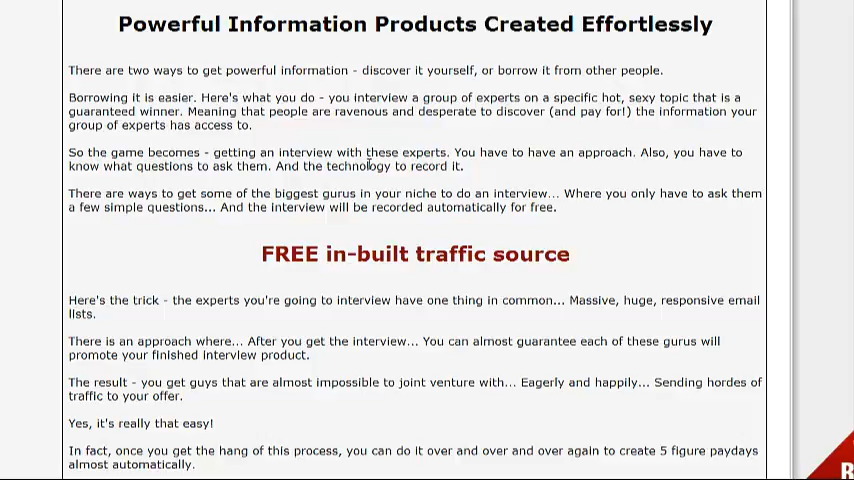 Powerful Information Products Created Effortlessly
There are two ways to get powerful information - discover it yourself, or borrow it from other people.
Borrowing it is easier. Here's what you do - you interview a group of experts on a specific hot, sexy topic that is a
guaranteed winner. Meaning that people are ravenous and desperate to discover (and pay for!) the information your
group of experts has access to.
So the game becomes - getting an interview with these experts. You have to have an approach. Also, you have to
know what questions to ask them. And the technology to record it.
There are ways to get some of the biggest gurus in your niche to do an interview... Where you only have to ask them
a few simple questions... And the interview will be recorded automatically for free.
FREE in-built traffic source
Here's the trick - the experts you're going to interview have one thing in common... Massive, huge, responsive email
lists.
There is an approach where... After you get the interview... You can almost guarantee each of these gurus will
promote your finished interview product.
The result - you get guys that are almost impossible to joint venture with... Eagerly and happily... Sending hordes of
traffic to your offer.
Yes, it's really that easy!
In fact, once you get the hang of this process, you can do it over and over and over again to create 5 figure paydays
almost automatically.